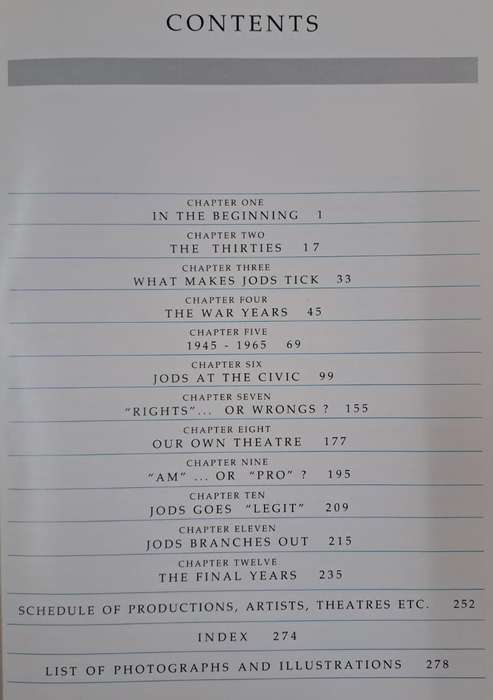 CONTENTS
CHAPTER ONE
IN THE BEGINNING 1
CHAPTER TWO
THE THIRTIES 17
CHAPTER THREE
WHAT MAKES JODS TICK 33
CHAPTER FOUR
THE WAR YEARS 45
CHAPTER FIVE
1945 - 1965 69
CHAPTER SIX
JODS AT THE CIVIC 99
CHAPTER SEVEN
"RIGHTS"... OR WRONGS ? 155
CHAPTER EIGHT
OUR OWN THEATRE 177
CHAPTER NINE
"AM" ... OR "PRO" ? 195
CHAPTER TEN
JODS GOES "LEGIT" 209
CHAPTER ELEVEN
JODS BRANCHES OUT 215
CHAPTER TWELVE
THE FINAL YEARS 235
SCHEDULE OF PRODUCTIONS, ARTISTS, THEATRES ETC. 252
INDEX 274
LIST OF PHOTOGRAPHS AND ILLUSTRATIONS 278